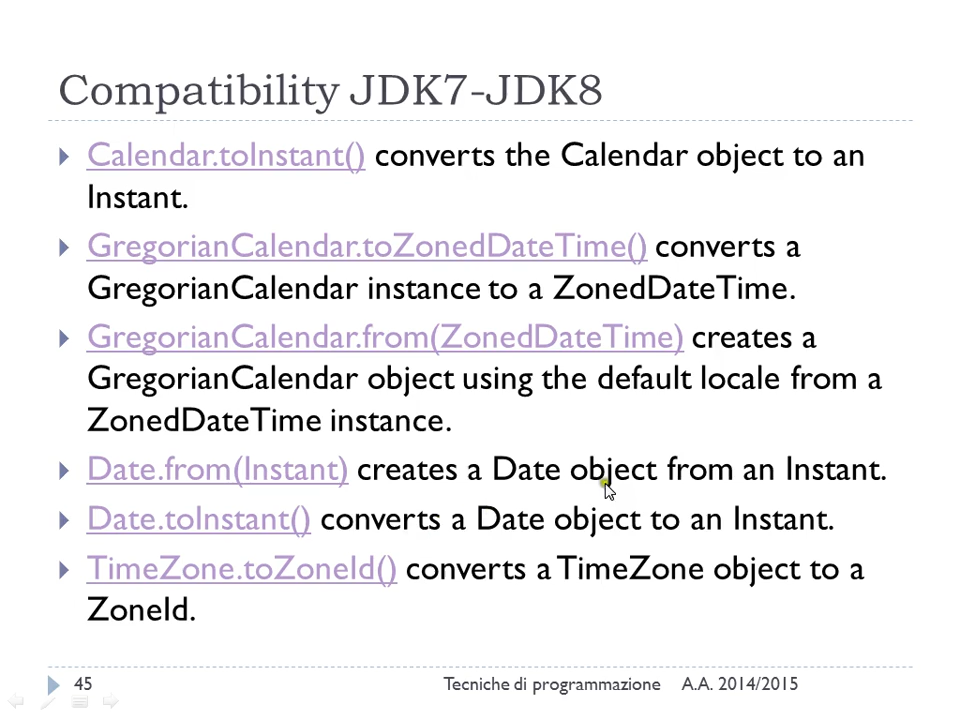 Compatibility JDK7-JDK8
Calendar.toInstant() converts the Calendar object to an
Instant.
GregorianCalendar.toZonedDateTime() converts a
GregorianCalendar instance to a ZonedDateTime.
GregorianCalendar.from(ZonedDateTime) creates a
GregorianCalendar object using the default locale from a
ZonedDateTime instance.
Date.from(Instant) creates a Date object from an Instant.
Date.toInstant() converts a Date object to an Instant.
TimeZone.toZoneId() converts a TimeZone object to a
ZoneId.
45 Tecniche di programmazione A.A. 2014/2015